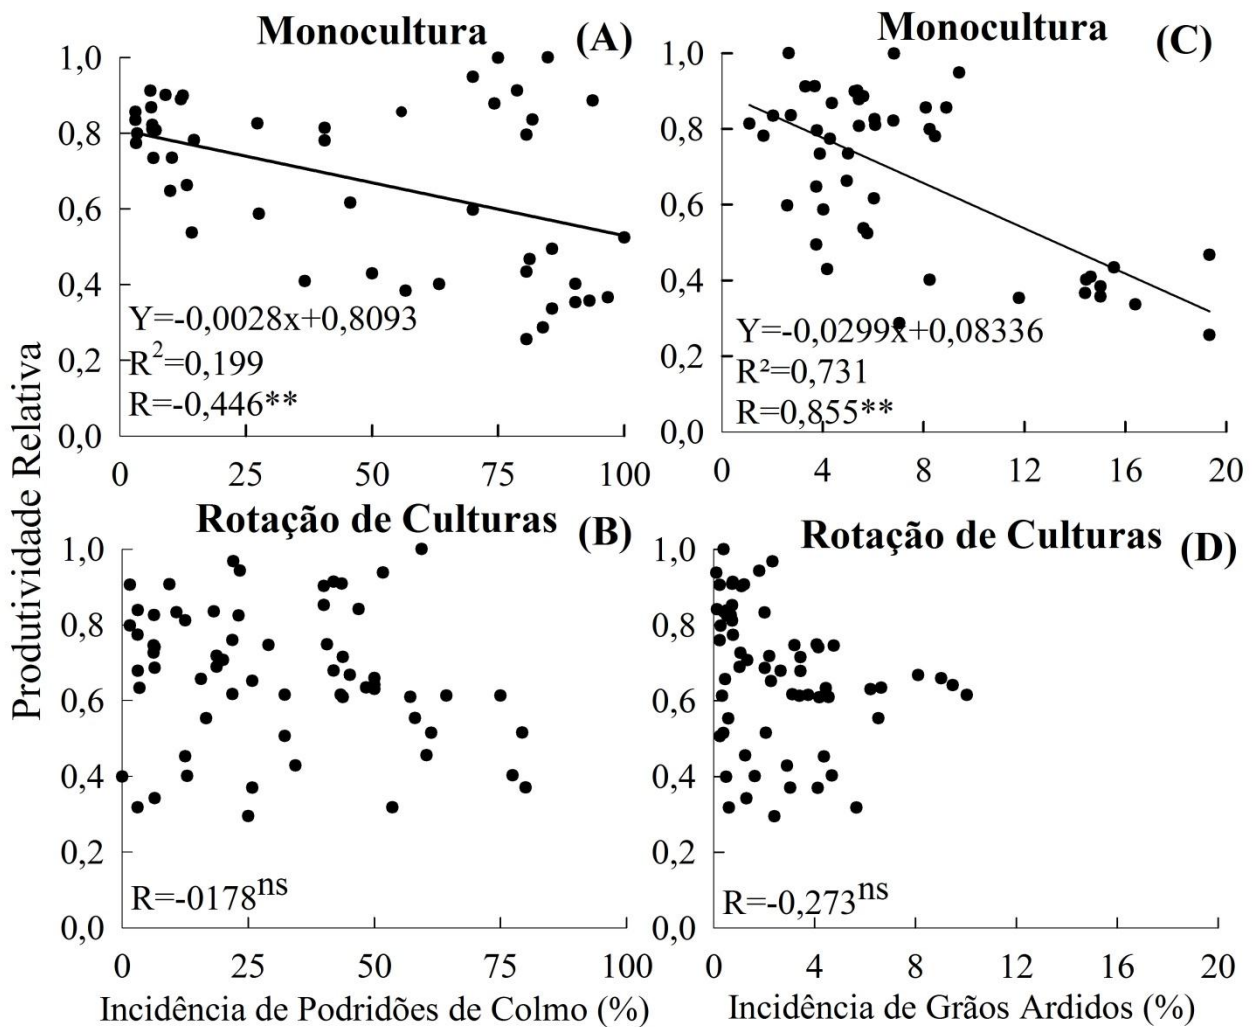 Monocultura (A)
1,0
0,8
0,6
0,4
0,2
0,0
Y=-0,0028x+0,8093
R²=0,199
R=-0,446**
0 25 50 75 100
Monocultura (C)
1,0
0,8
0,6
0,4
0,2
0,0
Y=-0,0299x+0,08336
R²=0,731
R=0,855**
0 4 8 12 16 20
Produtividade Relativa
Rotação de Culturas (B)
1,0
0,8
0,6
0,4
0,2
0,0
R=-0178ns
0 25 50 75 100
Incidência de Podridões de Colmo (%)
Rotação de Culturas (D)
1,0
0,8
0,6
0,4
0,2
0,0
R=-0,273ns
0 4 8 12 16 20
Incidência de Grãos Ardidos (%)